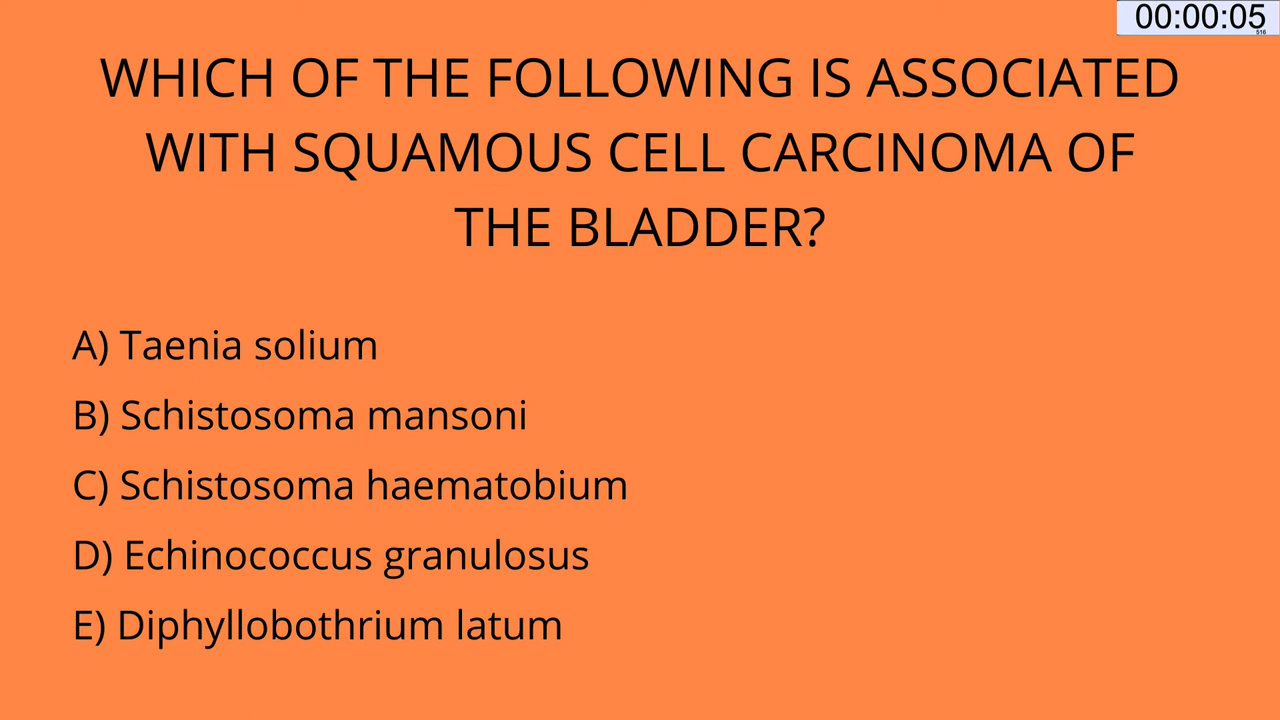 00:00:05
516
WHICH OF THE FOLLOWING IS ASSOCIATED
WITH SQUAMOUS CELL CARCINOMA OF
THE BLADDER?
A) Taenia solium
B) Schistosoma mansoni
C) Schistosoma haematobium
D) Echinococcus granulosus
E) Diphyllobothrium latum